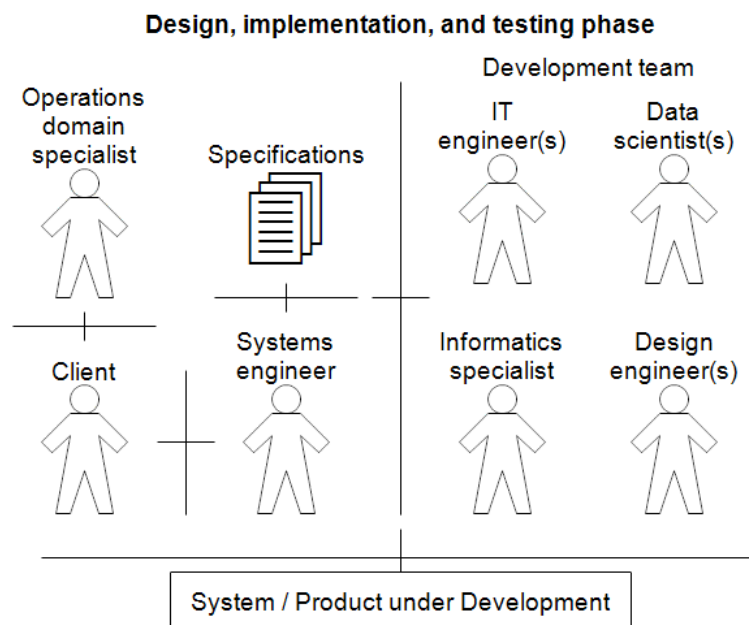 Design, implementation, and testing phase
Development team
Operations
domain
specialist
Specifications
IT
engineer(s)
Data
scientist(s)
Client
Systems
engineer
Informatics
specialist
Design
engineer(s)
System / Product under Development